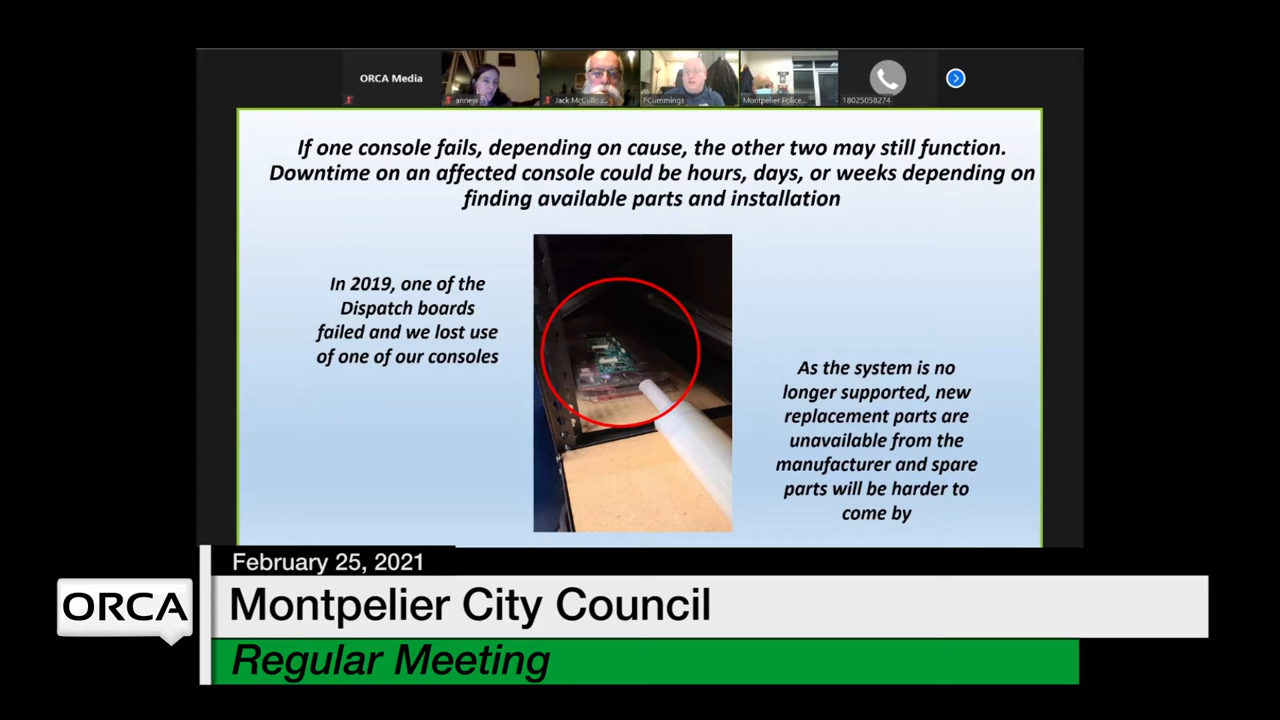 ORCA Media
annew
Jack McCullou...
FCummings
Montpelier Police...
18025058274
If one console fails, depending on cause, the other two may still function.
Downtime on an affected console could be hours, days, or weeks depending on
finding available parts and installation
In 2019, one of the
Dispatch boards
failed and we lost use
of one of our consoles
As the system is no
longer supported, new
replacement parts are
unavailable from the
manufacturer and spare
parts will be harder to
come by
February 25, 2021
ORCA
Montpelier City Council
Regular Meeting